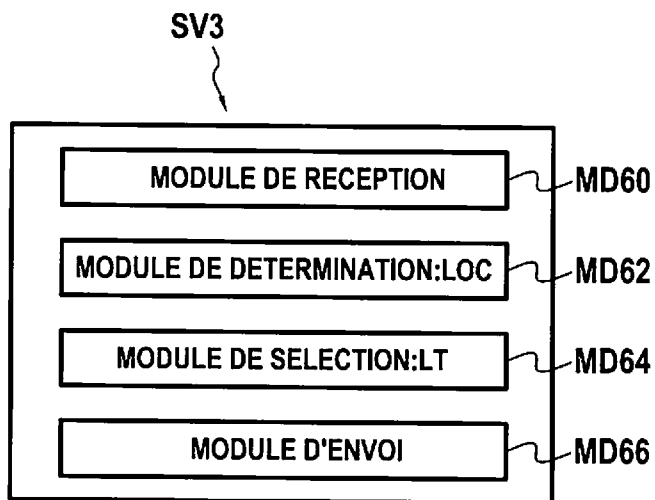 SV3
MODULE DE RECEPTION
MD60
MODULE DE DETERMINATION:LOC
MD62
MODULE DE SELECTION:LT
MD64
MODULE D'ENVOI
MD66